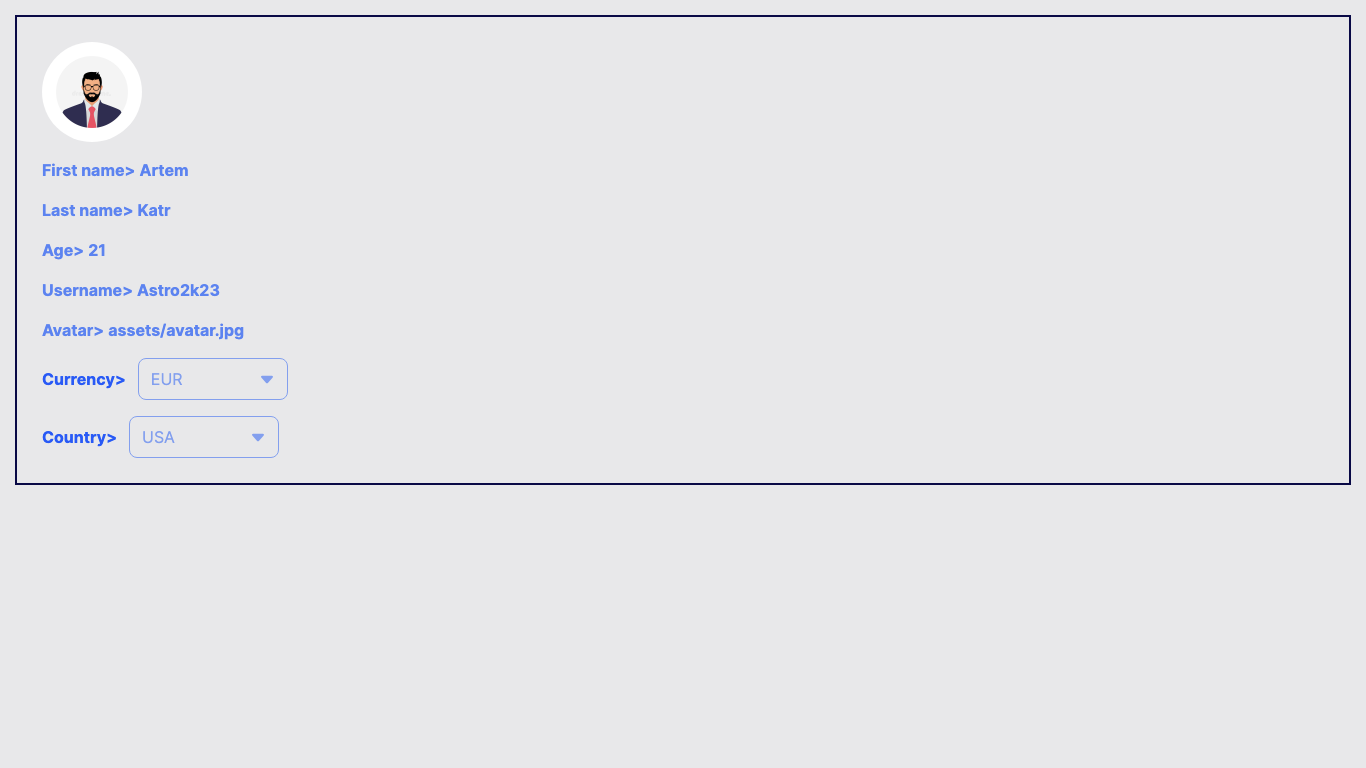 First name> Artem
Last name> Katr
Age> 21
Username> Astro2k23
Avatar> assets/avatar.jpg
Currency> EUR
Country> USA